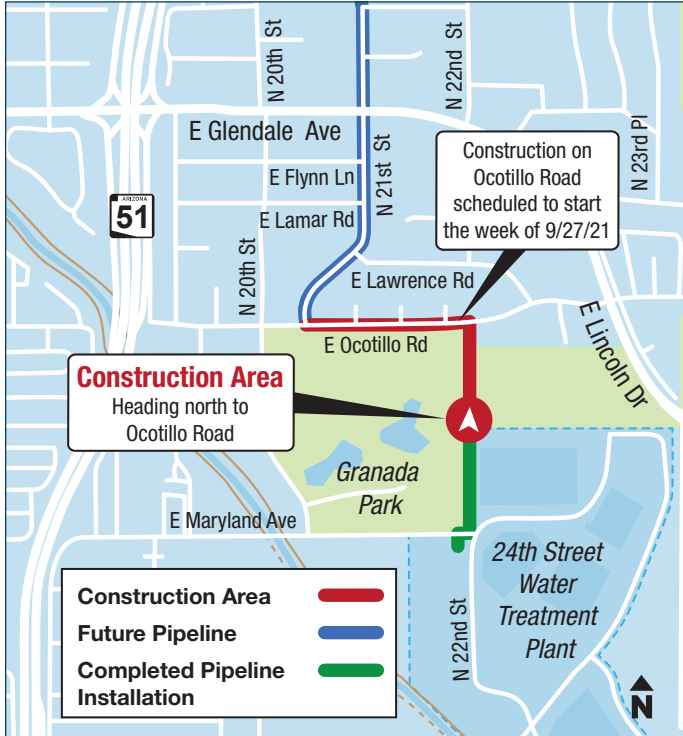 N 20th St
N 22nd St
E Glendale Ave
N 21st St
N 23rd Pl
E Flynn Ln
E Lamar Rd
ARIZONA
51
N 20th St
Construction on
Ocotillo Road
scheduled to start
the week of 9/27/21
E Lawrence Rd
E Ocotillo Rd
E Lincoln Dr
Construction Area
Heading north to
Ocotillo Road
Granada
Park
E Maryland Ave
24th Street
Water
Treatment
Plant
N 22nd St
Construction Area
Future Pipeline
Completed Pipeline
Installation
N